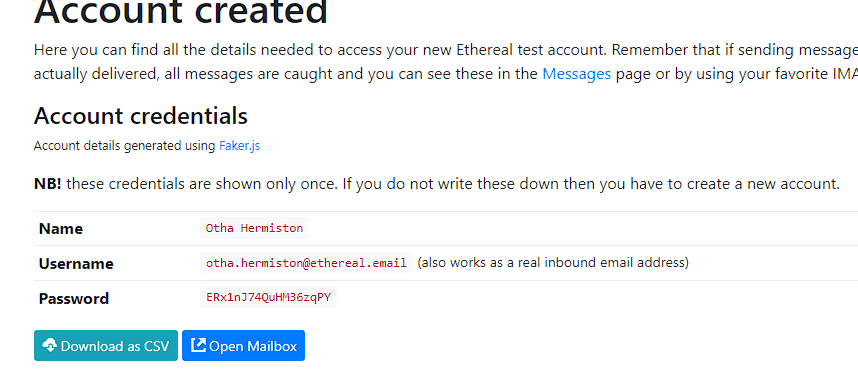 Account created
Here you can find all the details needed to access your new Ethereal test account. Remember that if sending message
actually delivered, all messages are caught and you can see these in the Messages page or by using your favorite IMA
Account credentials
Account details generated using Faker.js
NB! these credentials are shown only once. If you do not write these down then you have to create a new account.
Name Otha Hermiston
Username otha.hermiston@ethereal.email (also works as a real inbound email address)
Password ERx1nJ74QuHM36zqPY
Download as CSV Open Mailbox